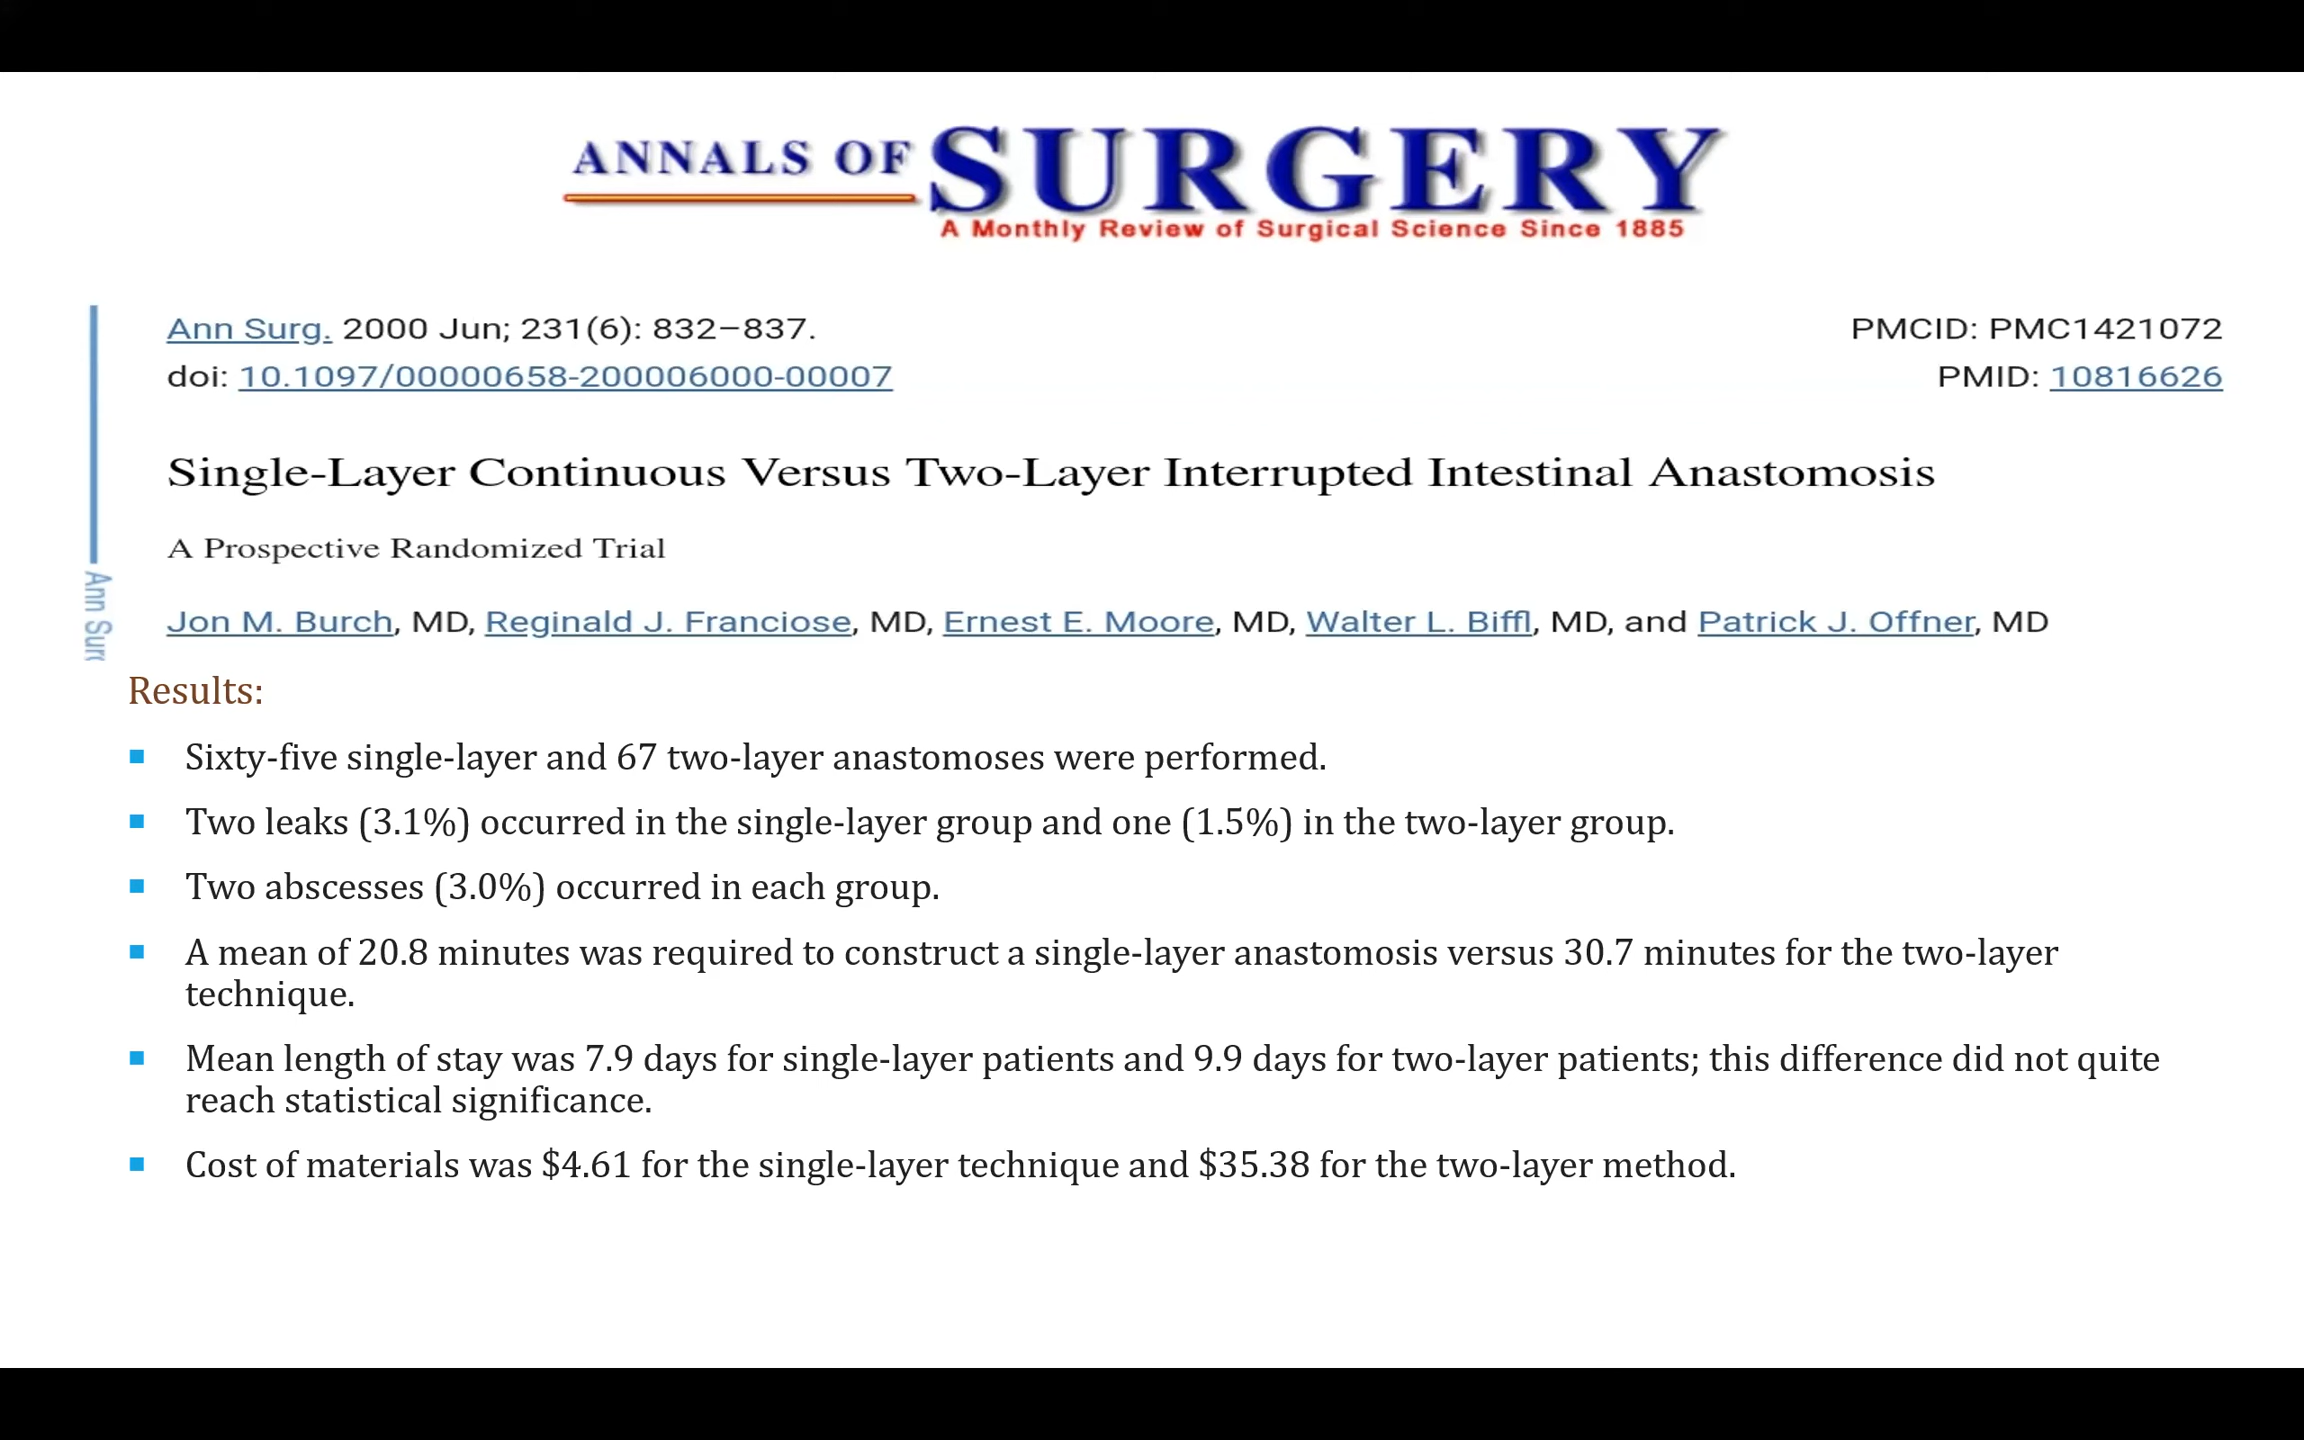 ANNALS OF SURGERY
A Monthly Review of Surgical Science Since 1885
Ann Surg. 2000 Jun; 231(6): 832–837.
PMCID: PMC1421072
doi: 10.1097/00000658-200006000-00007
PMID: 10816626
Single-Layer Continuous Versus Two-Layer Interrupted Intestinal Anastomosis
A Prospective Randomized Trial
Jon M. Burch, MD, Reginald J. Franciose, MD, Ernest E. Moore, MD, Walter L. Biffl, MD, and Patrick J. Offner, MD
Ann Surg
Results:
Sixty-five single-layer and 67 two-layer anastomoses were performed.
Two leaks (3.1%) occurred in the single-layer group and one (1.5%) in the two-layer group.
Two abscesses (3.0%) occurred in each group.
A mean of 20.8 minutes was required to construct a single-layer anastomosis versus 30.7 minutes for the two-layer
technique.
Mean length of stay was 7.9 days for single-layer patients and 9.9 days for two-layer patients; this difference did not quite
reach statistical significance.
Cost of materials was $4.61 for the single-layer technique and $35.38 for the two-layer method.